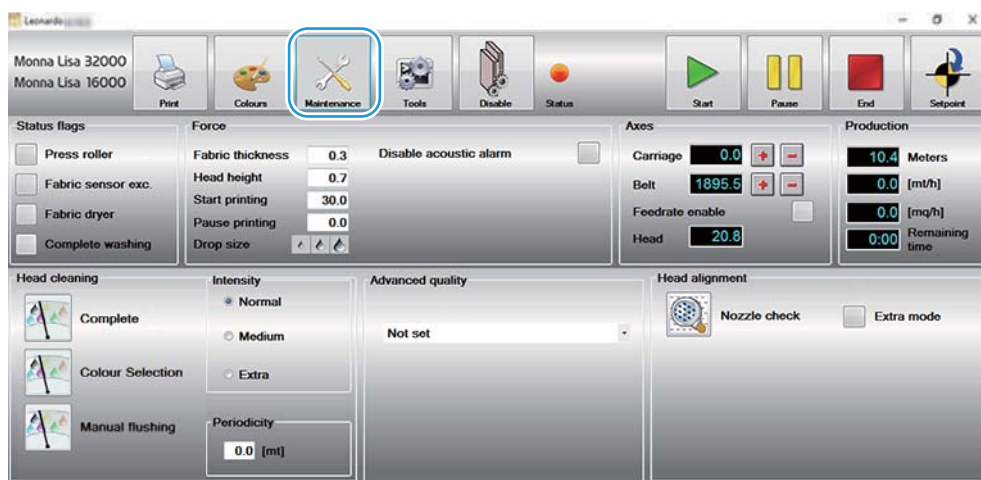 Leonardo
Monna Lisa 32000
Monna Lisa 16000
Print
Colours
Maintenance
Tools
Disable
Status
Start
Pause
End
Setpoint
Status flags
Press roller
Fabric sensor exc.
Fabric dryer
Complete washing
Force
Fabric thickness 0.3
Head height 0.7
Start printing 30.0
Pause printing 0.0
Drop size
Disable acoustic alarm
Axes
Carriage 0.0 + -
Belt 1895.5 + -
Feedrate enable
Head 20.8
Production
10.4 Meters
0.0 [mt/h]
0.0 [mq/h]
0:00 Remaining time
Head cleaning
Complete
Colour Selection
Manual flushing
Intensity
Normal
Medium
Extra
Periodicity
0.0 [mt]
Advanced quality
Not set
Head alignment
Nozzle check
Extra mode